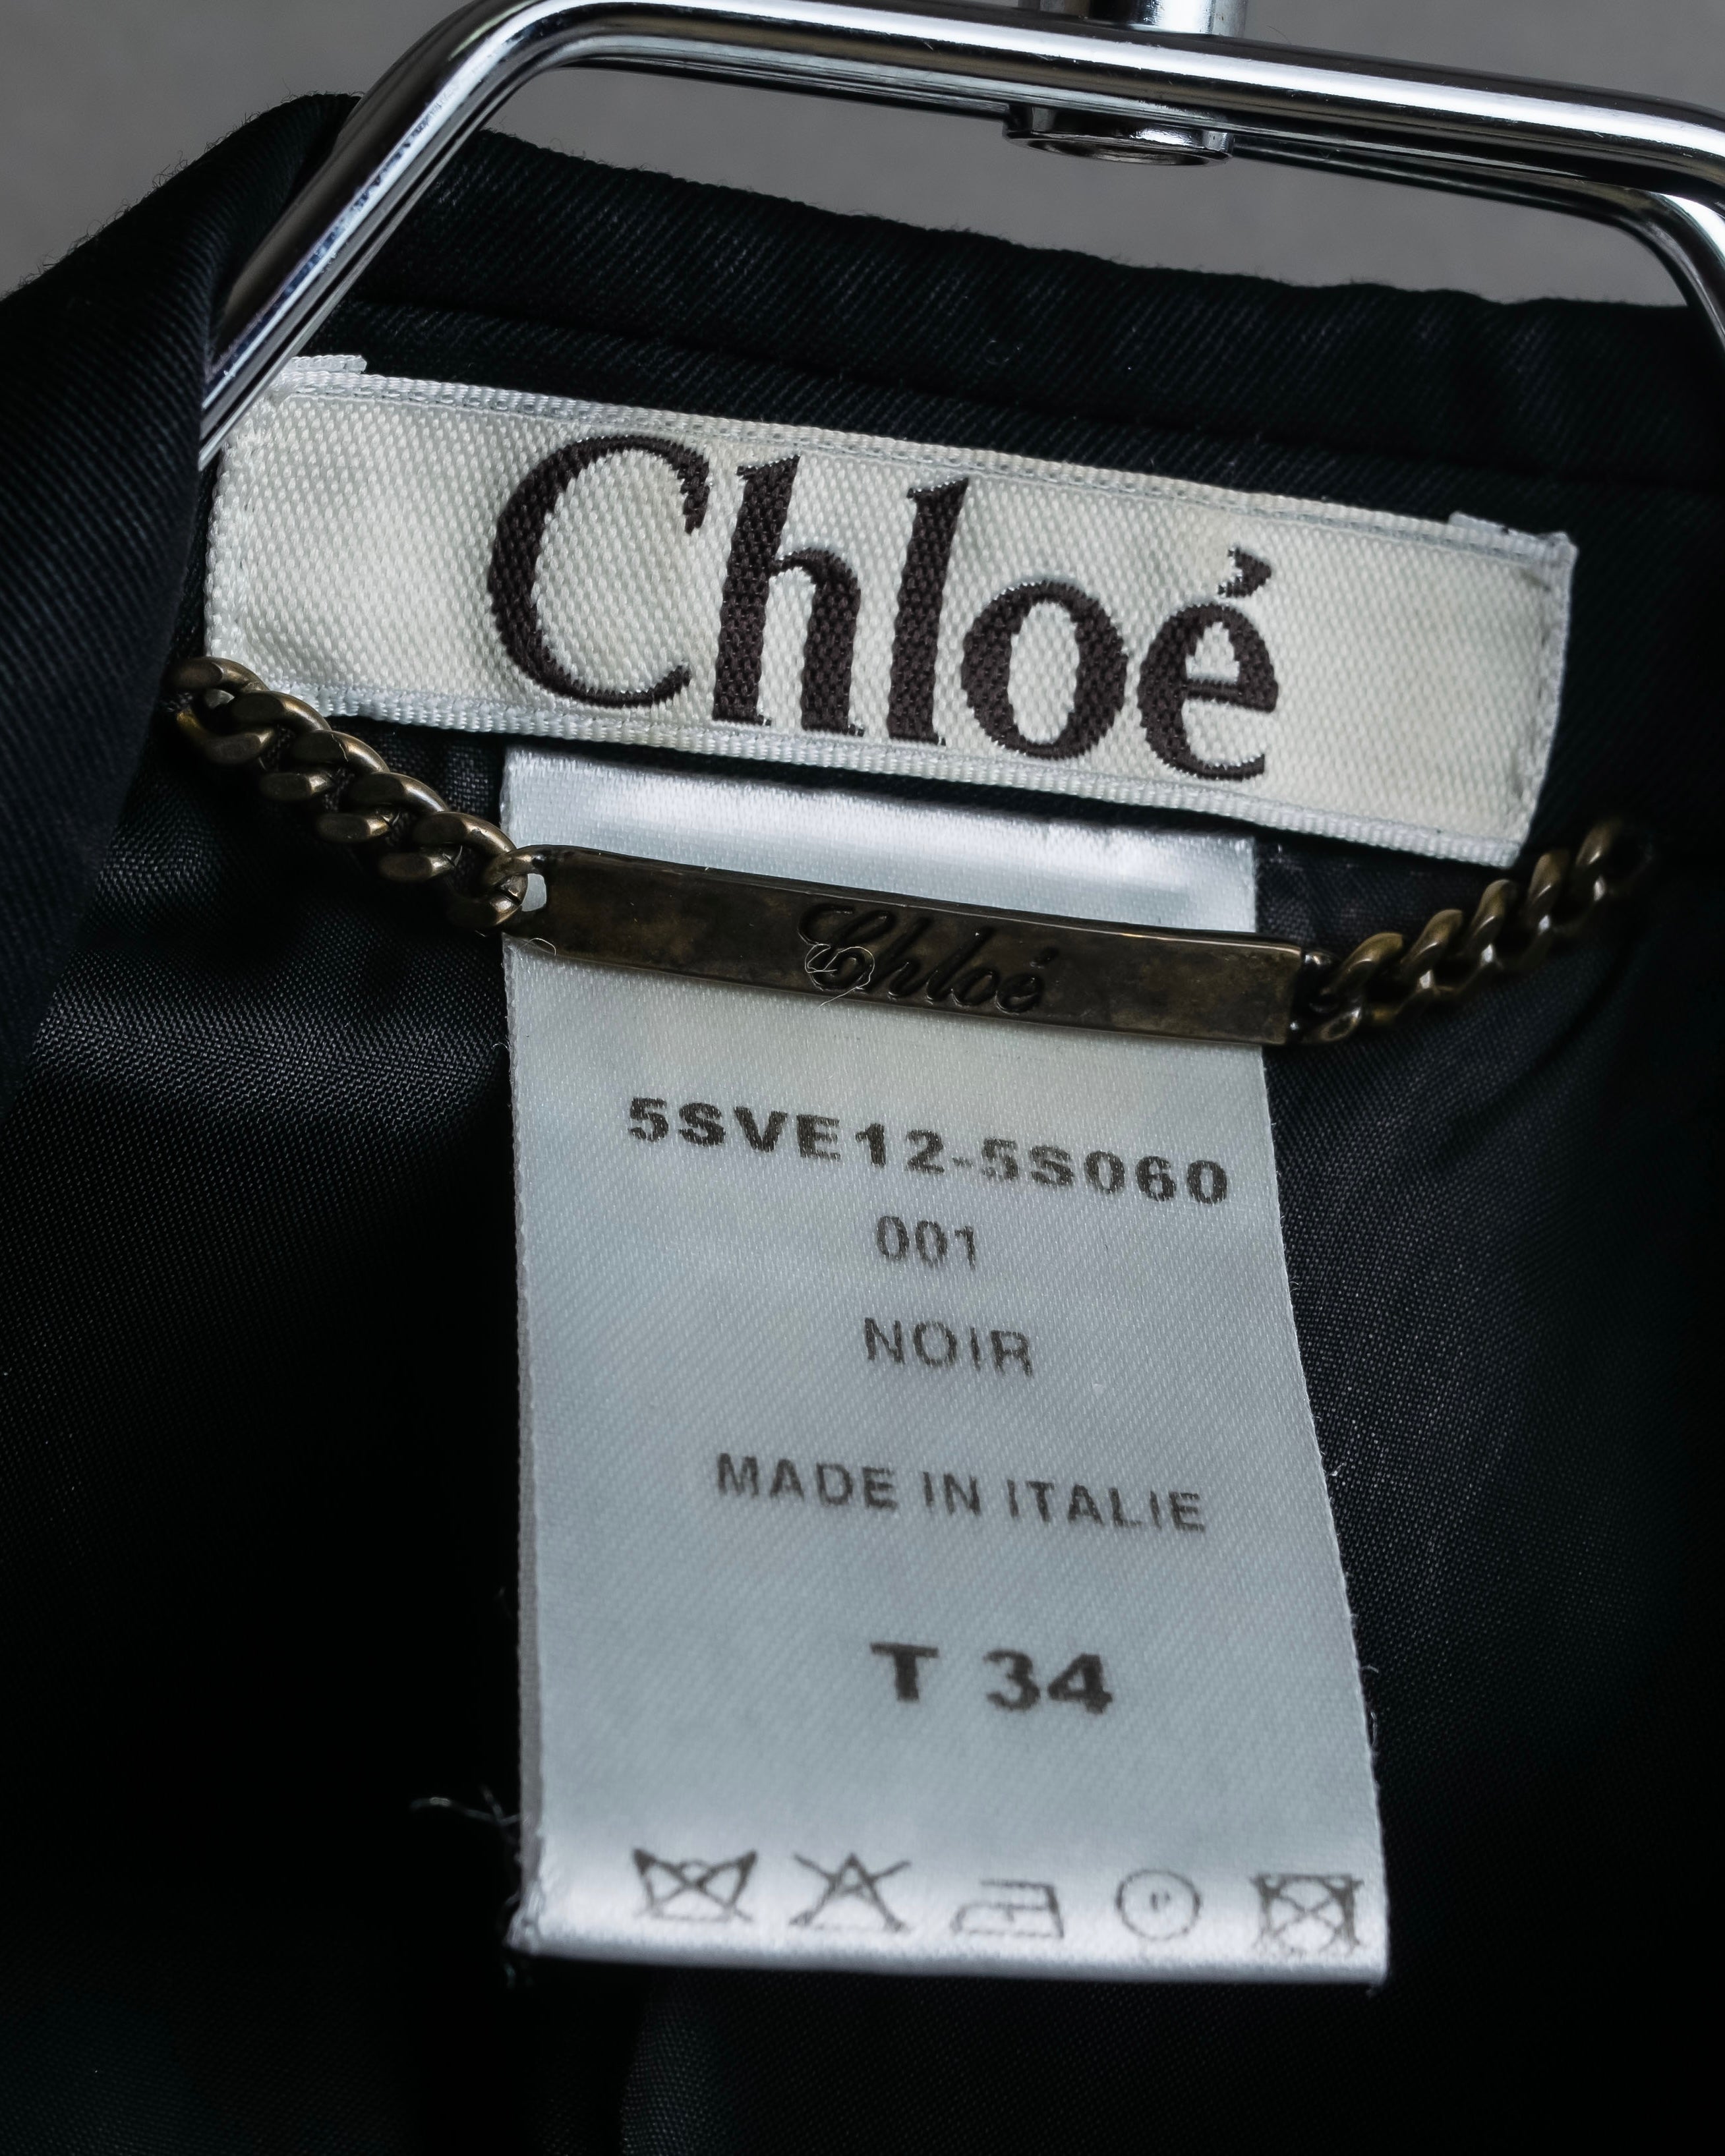 Chloé
Chloé
5SVE12-5S060
001
NOIR
MADE IN ITALIE
T 34
P